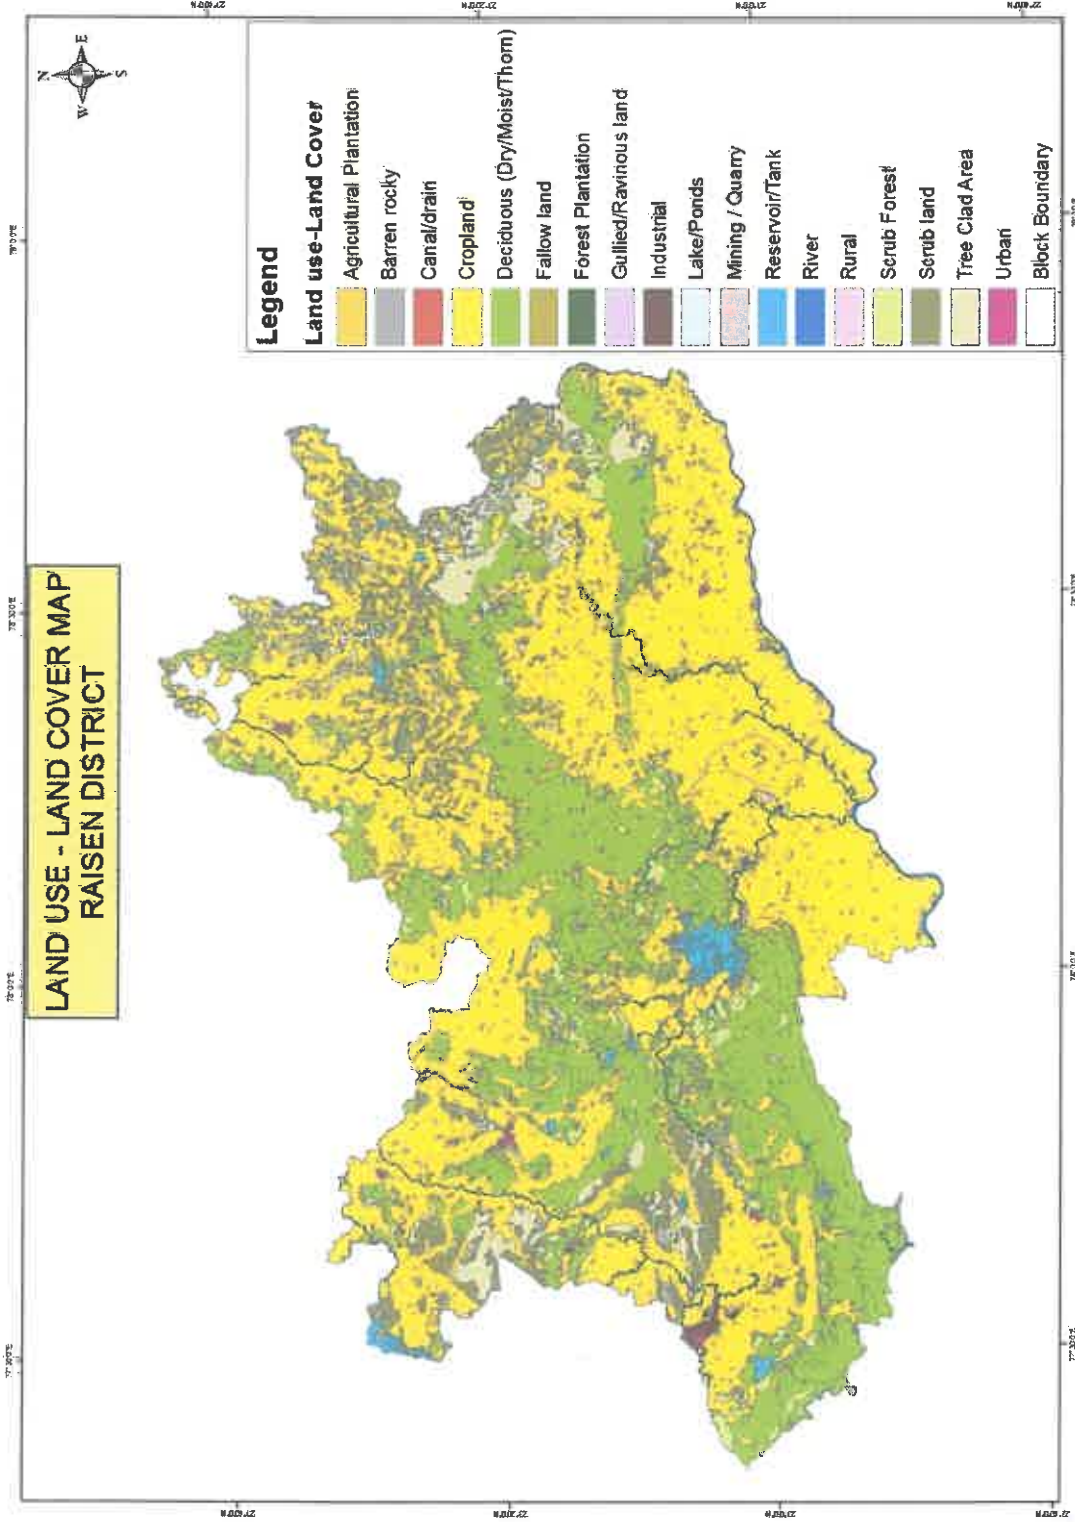 LAND USE - LAND COVER MAP
RAISEN DISTRICT
N
E
W
S
Legend
Land use-Land Cover
Agricultural Plantation
Barren rocky
Canal/drain
Cropland
Deciduous (Dry/Moist/Thorn)
Fallow land
Forest Plantation
Gullied/Ravinous land
Industrial
Lake/Ponds
Mining / Quarry
Reservoir/Tank
River
Rural
Scrub Forest
Scrub land
Tree Clad Area
Urban
Block Boundary